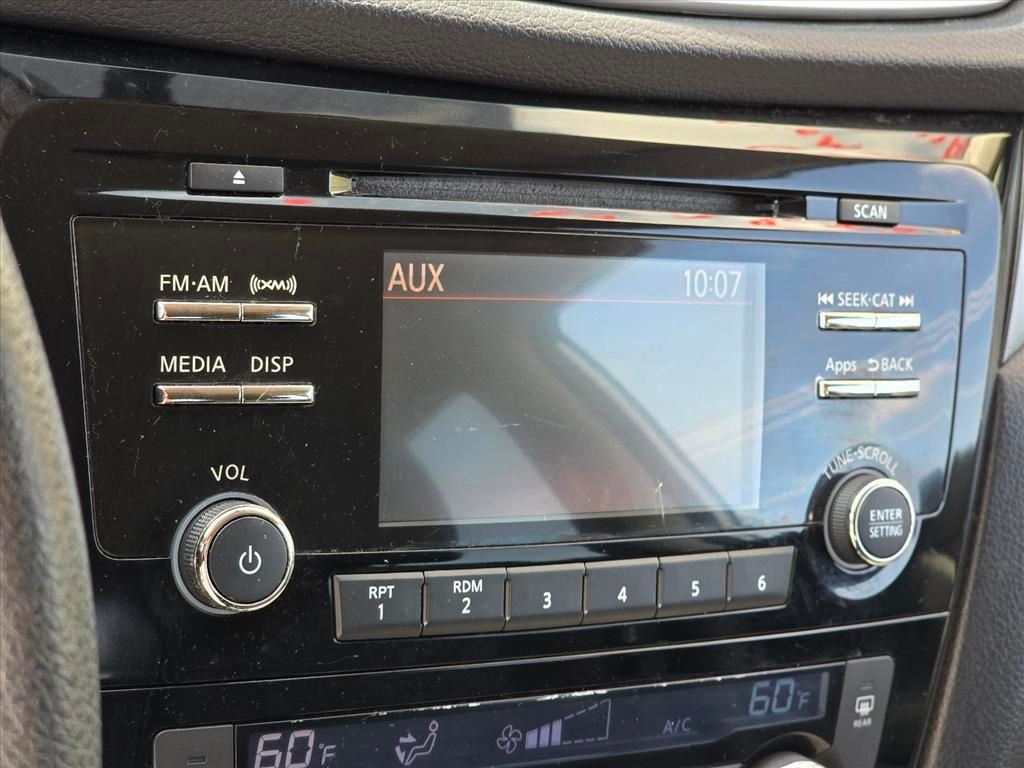 SCAN
FM·AM ((XM))
AUX 10:07
SEEK·CAT
MEDIA DISP
Apps BACK
VOL
TUNE·SCROLL
ENTER
SETTING
RPT
1
RDM
2
3
4
5
6
60°F
A/C
60°F
REAR